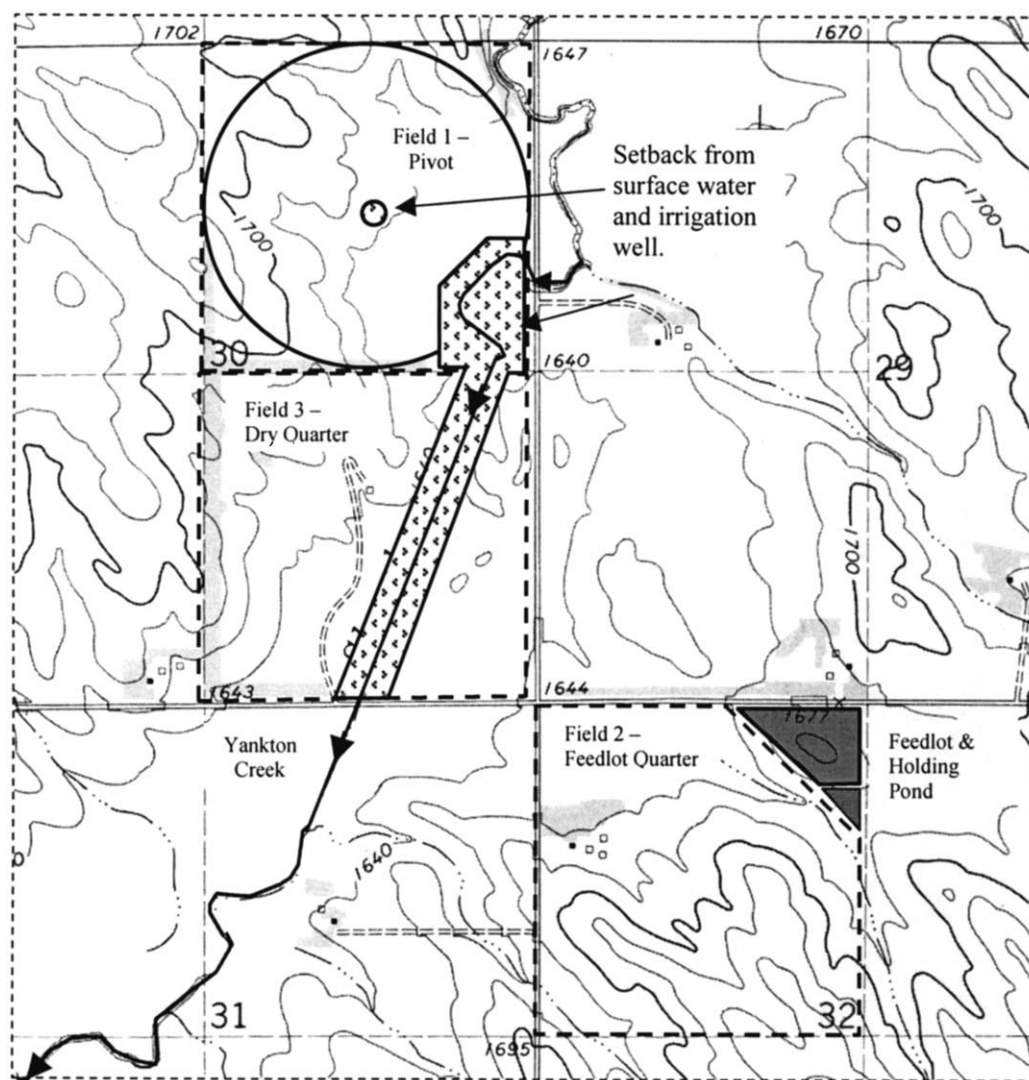 1702
1647
1670
Field 1 –
Pivot
Setback from
surface water
and irrigation
well.
1700
1700
30
1640
29
Field 3 –
Dry Quarter
1700
1643
1644
1677
Yankton
Creek
Field 2 –
Feedlot Quarter
Feedlot &
Holding
Pond
1640
31
32
1695